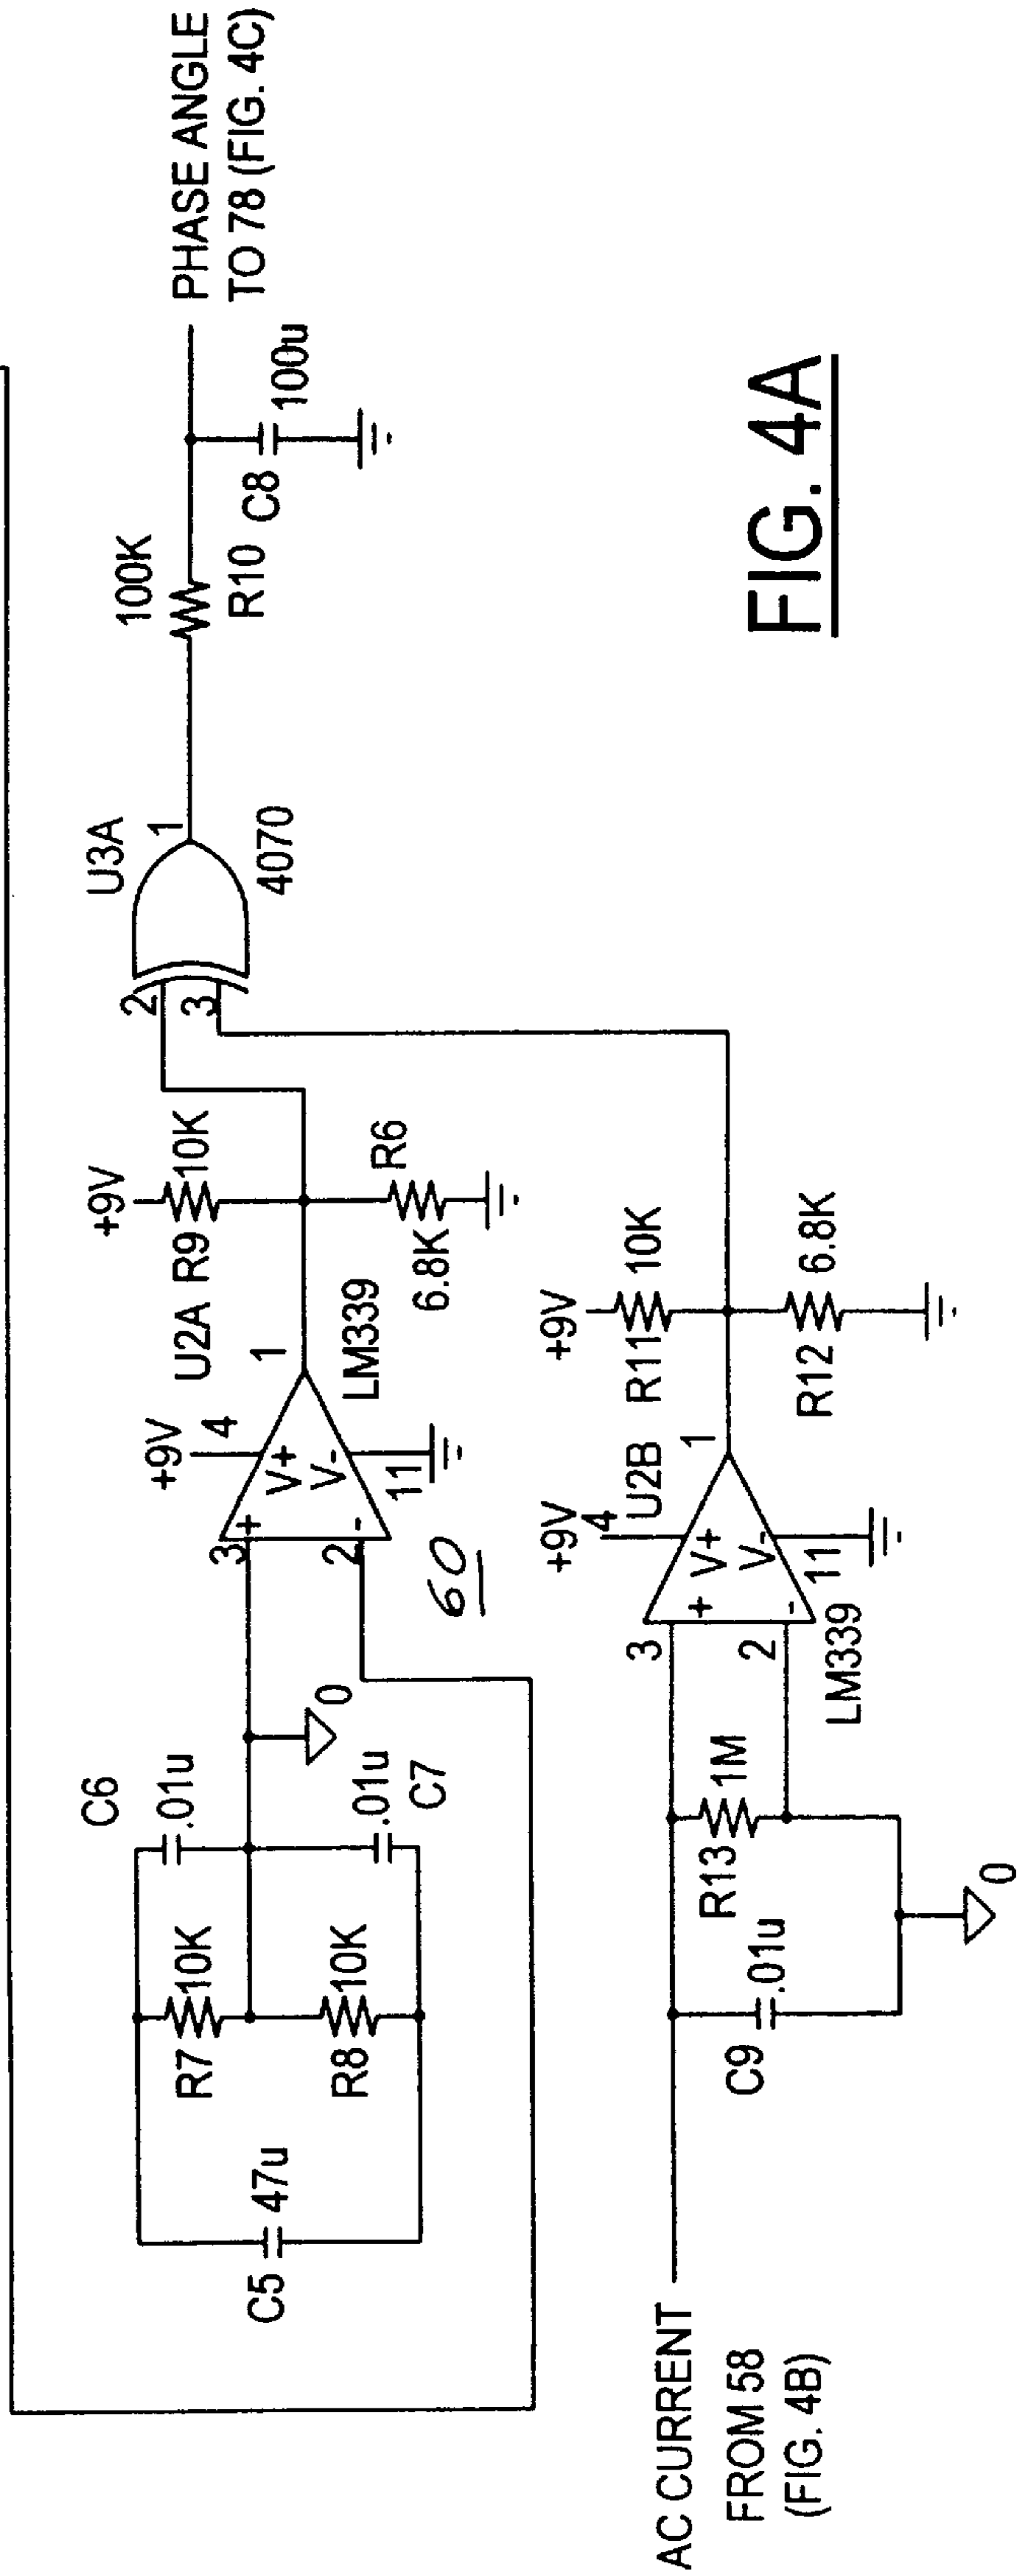 C6
.01u
R7
10K
C5
47u
R8
10K
.01u
C7
0
3
+
2
-
+9V
4
V+
V-
11
60
U2A
1
LM339
+9V
R9
10K
R6
6.8K
2
3
U3A
1
4070
100K
R10
C8
100u
PHASE ANGLE
TO 78 (FIG. 4C)
AC CURRENT
FROM 58
(FIG. 4B)
C9
.01u
R13
1M
0
3
+
2
-
+9V
4
V+
V-
11
U2B
1
LM339
+9V
R11
10K
R12
6.8K
FIG. 4A